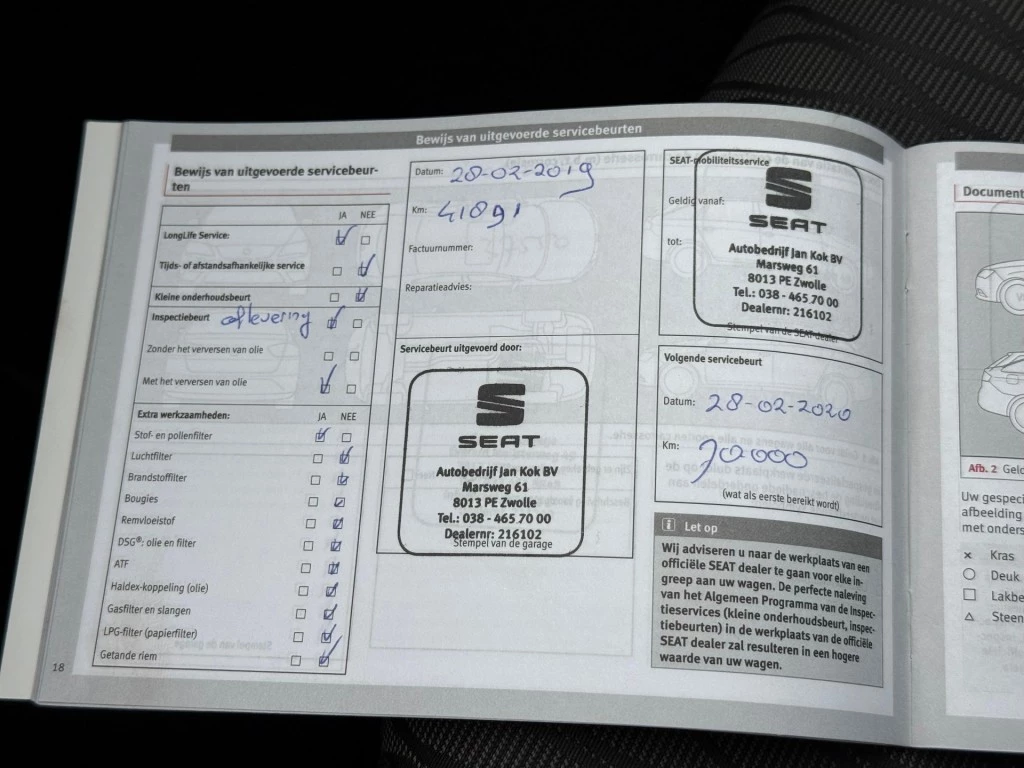 Bewijs van uitgevoerde servicebeurten
Bewijs van uitgevoerde servicebeur-
ten
JA NEE
LongLife Service:
Tijds- of afstandsafhankelijke service
Kleine onderhoudsbeurt
Inspectiebeurt aflevering
Zonder het verversen van olie
Met het verversen van olie
Extra werkzaamheden: JA NEE
Stof- en pollenfilter
Luchtfilter
Brandstoffilter
Bougies
Remvloeistof
DSG®: olie en filter
ATF
Haldex-koppeling (olie)
Gasfilter en slangen
LPG-filter (papierfilter)
Getande riem
18
Datum: 28-02-2019
Km: 41891
Factuurnummer:
Reparatieadvies:
Servicebeurt uitgevoerd door:
SEAT
Autobedrijf Jan Kok BV
Marsweg 61
8013 PE Zwolle
Tel.: 038 - 465 70 00
Dealernr: 216102
Stempel van de garage
SEAT-mobiliteitsservice
Geldig vanaf:
tot:
SEAT
Autobedrijf Jan Kok BV
Marsweg 61
8013 PE Zwolle
Tel.: 038 - 465 70 00
Dealernr: 216102
Stempel van de SEAT-dealer
Volgende servicebeurt
Datum: 28-02-2020
Km: 70000
(wat als eerste bereikt wordt)
i Let op
Wij adviseren u naar de werkplaats van een
officiële SEAT dealer te gaan voor elke in-
greep aan uw wagen. De perfecte naleving
van het Algemeen Programma van de Inspec-
tieservices (kleine onderhoudsbeurt, inspec-
tiebeurten) in de werkplaats van de officiële
SEAT dealer zal resulteren in een hogere
waarde van uw wagen.
Document
Afb. 2
Uw gespeci
afbeelding
met onders
× Kras
Deuk
Lakbe
Steen